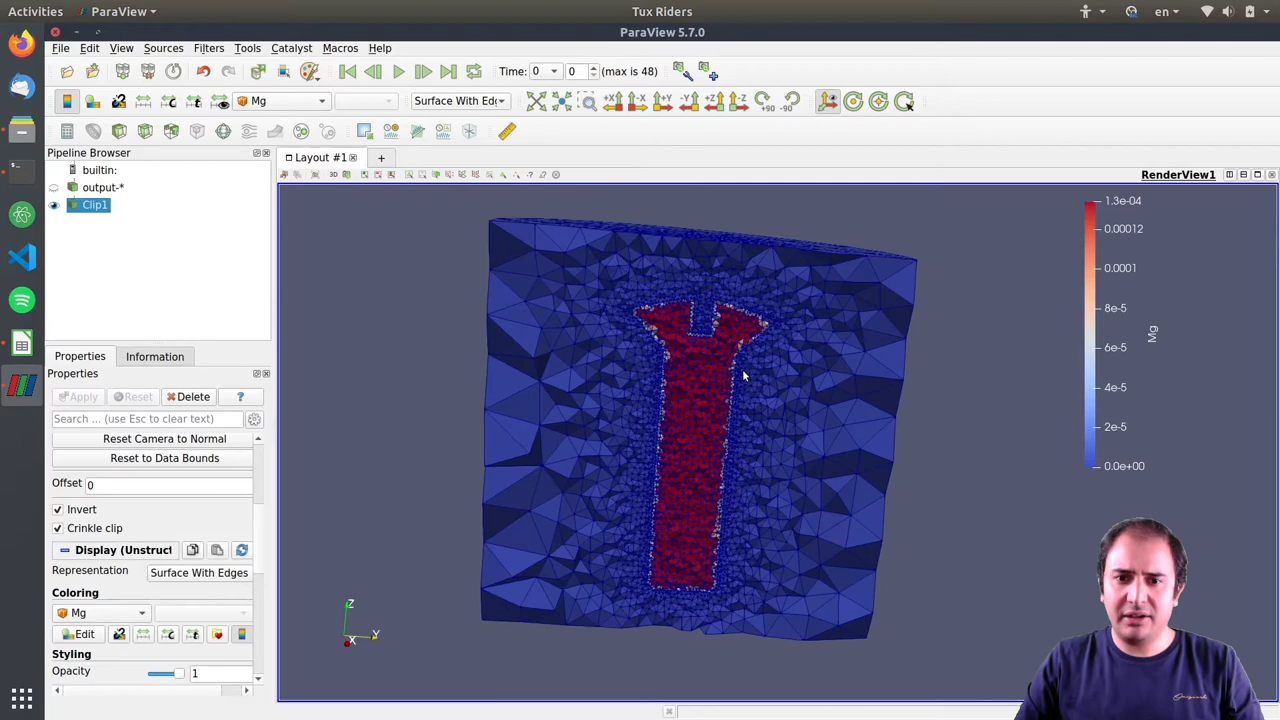 Activities ParaView Tux Riders en
ParaView 5.7.0
File Edit View Sources Filters Tools Catalyst Macros Help
Time: 0 0 (max is 48)
Mg Surface With Edg +X -X +Y -Y +Z -Z +90 -90
Pipeline Browser
Layout #1 +
builtin:
3D RenderView1
output-*
Clip1
1.3e-04
0.00012
0.0001
8e-5
Mg
6e-5
4e-5
2e-5
0.0e+00
Properties Information
Properties
Apply Reset Delete ?
Search ... (use Esc to clear text)
Reset Camera to Normal
Reset to Data Bounds
Offset 0
Invert
Crinkle clip
Display (Unstruct
Representation Surface With Edges
Coloring
Mg
Edit
Styling
Opacity 1
Z
Y
X